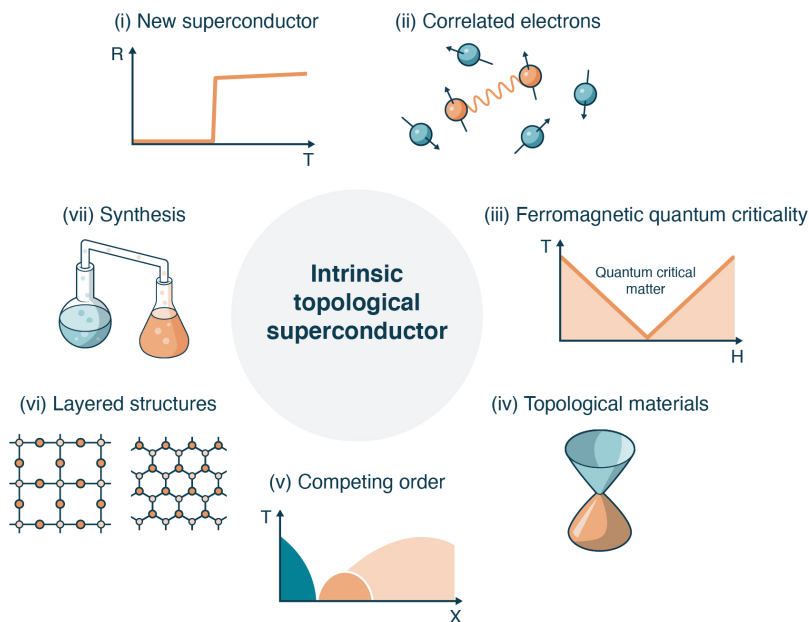 (i) New superconductor
R
T
(ii) Correlated electrons
(iii) Ferromagnetic quantum criticality
T
Quantum critical
matter
H
(iv) Topological materials
(v) Competing order
T
X
(vi) Layered structures
(vii) Synthesis
Intrinsic
topological
superconductor